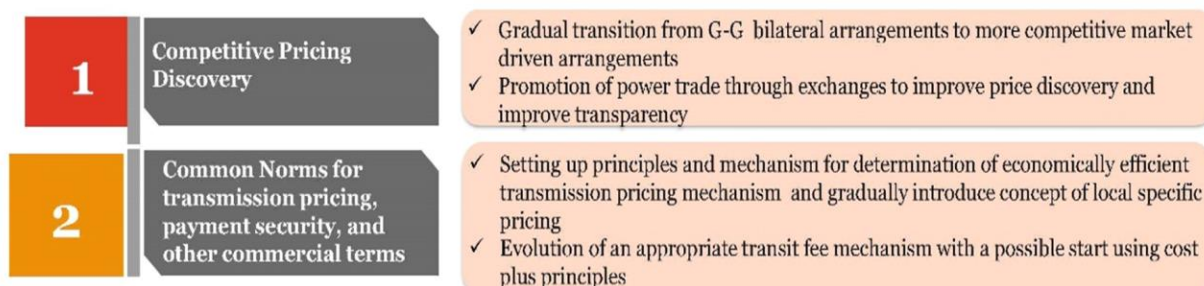 1
Competitive Pricing
Discovery
✓ Gradual transition from G-G bilateral arrangements to more competitive market
driven arrangements
✓ Promotion of power trade through exchanges to improve price discovery and
improve transparency
2
Common Norms for
transmission pricing,
payment security, and
other commercial terms
✓ Setting up principles and mechanism for determination of economically efficient
transmission pricing mechanism and gradually introduce concept of local specific
pricing
✓ Evolution of an appropriate transit fee mechanism with a possible start using cost
plus principles